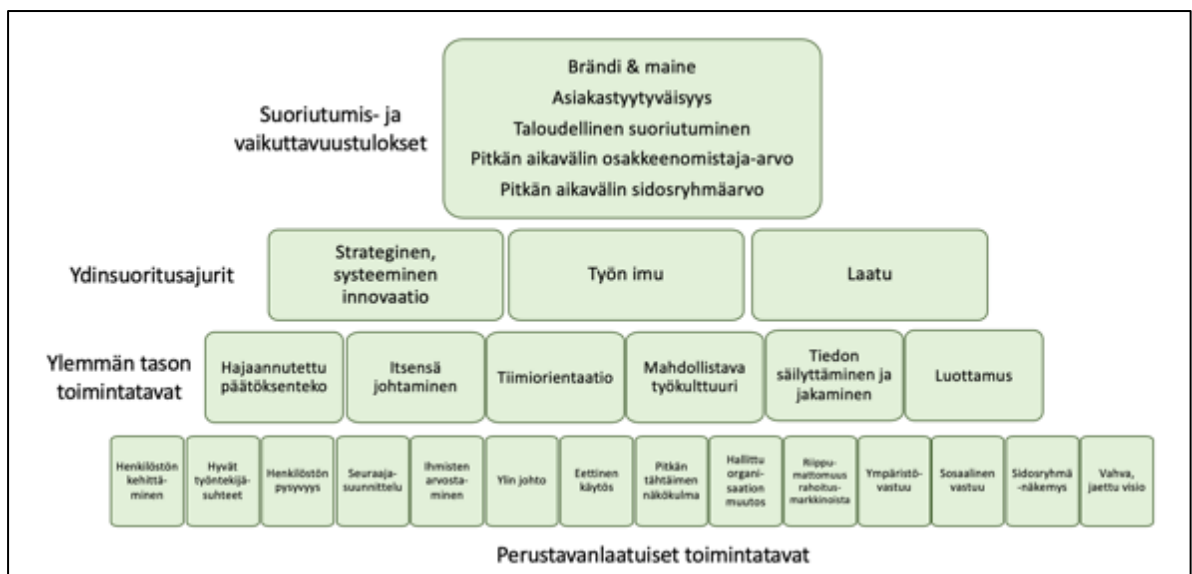 Suoriutumis- ja
vaikuttavuustulokset
Brändi & maine
Asiakastyytyväisyys
Taloudellinen suoriutuminen
Pitkän aikavälin osakkeenomistaja-arvo
Pitkän aikavälin sidosryhmäarvo
Ydinsuoritusajurit
Strateginen,
systeeminen
innovaatio
Työn imu
Laatu
Ylemmän tason
toimintatavat
Hajaannutettu
päätöksenteko
Itsensä
johtaminen
Tiimiorientaatio
Mahdollistava
työkulttuuri
Tiedon
säilyttäminen ja
jakaminen
Luottamus
Henkilöstön
kehittä-
minen
Hyvät
työntekijä-
suhteet
Henkilöstön
pysyvyys
Seuraaja-
suunnittelu
Ihmisten
arvosta-
minen
Ylin johto
Eettinen
käytös
Pitkän
tähtäimen
näkökulma
Hallittu
organi-
saation
muutos
Riippu-
mattomuus
rahoitus-
markkinoista
Ympäristö-
vastuu
Sosiaalinen
vastuu
Sidosryhmä
-näkemys
Vahva,
jaettu visio
Perustavanlaatuiset toimintatavat